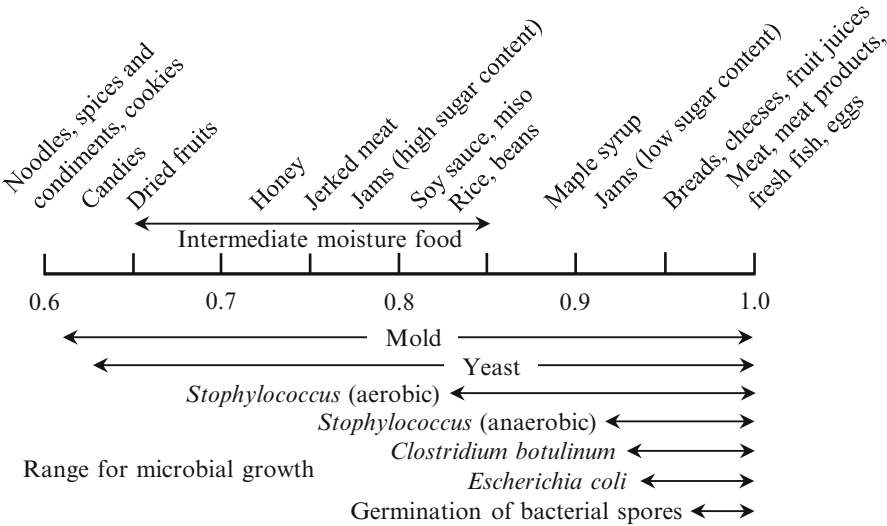 Noodles, spices and
condiments, cookies
Candies
Dried fruits
Honey
Jerked meat
Jams (high sugar content)
Soy sauce, miso
Rice, beans
Maple syrup
Jams (low sugar content)
Breads, cheeses, fruit juices
Meat, meat products,
fresh fish, eggs
Intermediate moisture food
0.6 0.7 0.8 0.9 1.0
Mold
Yeast
Stophylococcus (aerobic)
Stophylococcus (anaerobic)
Clostridium botulinum
Range for microbial growth
Escherichia coli
Germination of bacterial spores